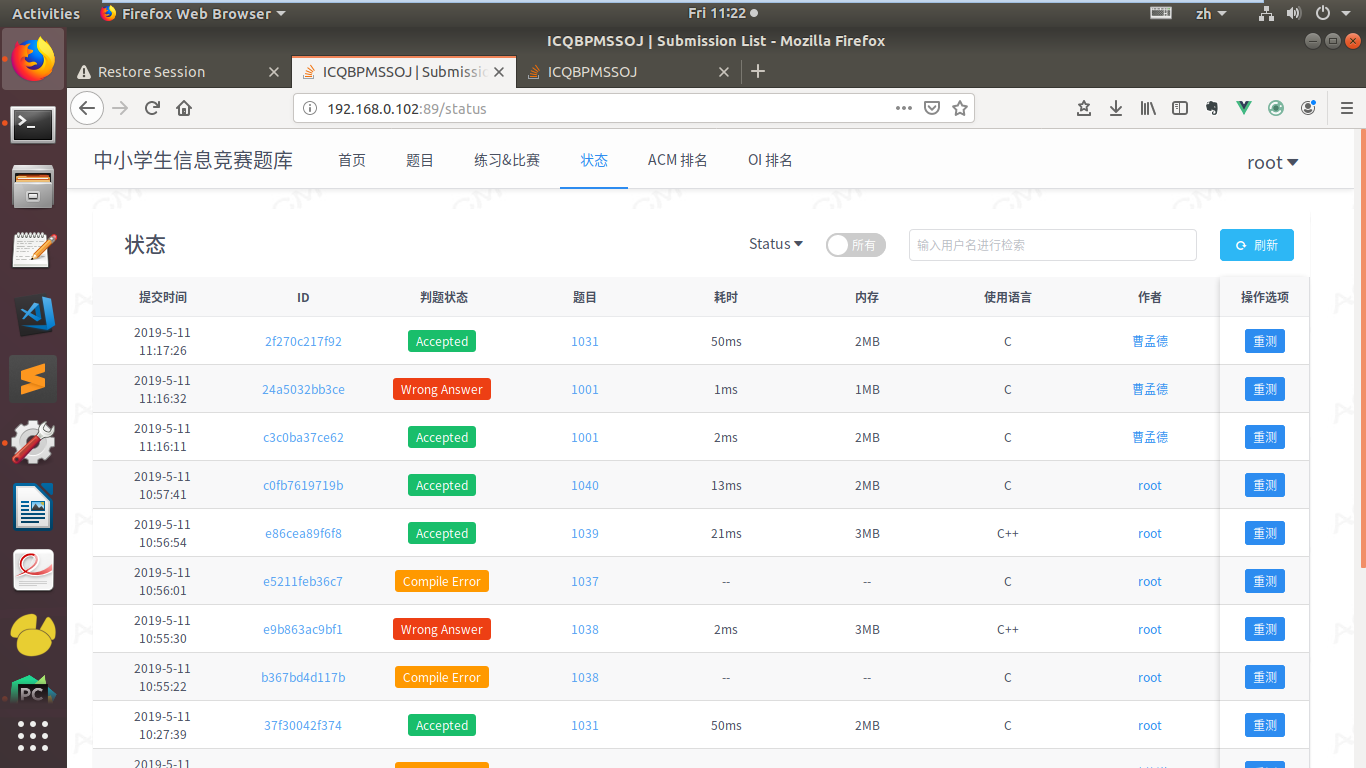 Activities Firefox Web Browser Fri 11:22 zh
ICQBPMSSOJ | Submission List - Mozilla Firefox
Restore Session ICQBPMSSOJ | Submissi ICQBPMSSOJ
192.168.0.102:89/status
中小学生信息竞赛题库 首页 题目 练习&比赛 状态 ACM 排名 OI 排名 root
状态 Status 所有 输入用户名进行检索 刷新
提交时间 ID 判题状态 题目 耗时 内存 使用语言 作者 操作选项
2019-5-11 11:17:26 2f270c217f92 Accepted 1031 50ms 2MB C 曹孟德 重测
2019-5-11 11:16:32 24a5032bb3ce Wrong Answer 1001 1ms 1MB C 曹孟德 重测
2019-5-11 11:16:11 c3c0ba37ce62 Accepted 1001 2ms 2MB C 曹孟德 重测
2019-5-11 10:57:41 c0fb7619719b Accepted 1040 13ms 2MB C root 重测
2019-5-11 10:56:54 e86cea89f6f8 Accepted 1039 21ms 3MB C++ root 重测
2019-5-11 10:56:01 e5211feb36c7 Compile Error 1037 -- -- C root 重测
2019-5-11 10:55:30 e9b863ac9bf1 Wrong Answer 1038 2ms 3MB C++ root 重测
2019-5-11 10:55:22 b367bd4d117b Compile Error 1038 -- -- C root 重测
2019-5-11 10:27:39 37f30042f374 Accepted 1031 50ms 2MB C root 重测
2019-5-11
PC